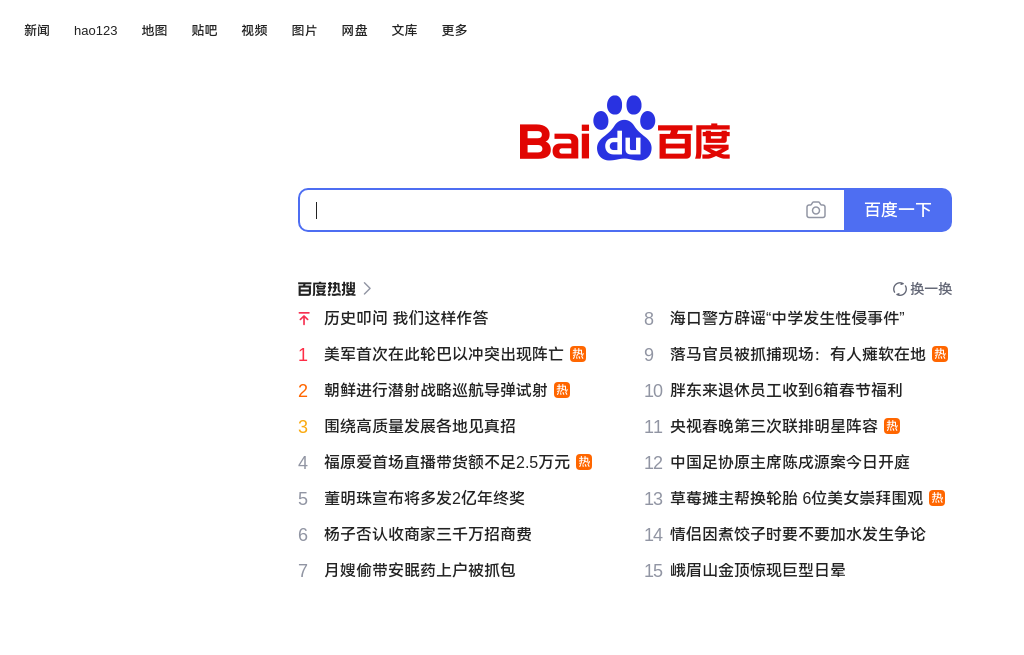 新闻 hao123 地图 贴吧 视频 图片 网盘 文库 更多
Bai du 百度
百度一下
百度热搜
换一换
历史叩问 我们这样作答
1 美军首次在此轮巴以冲突出现阵亡 热
2 朝鲜进行潜射战略巡航导弹试射 热
3 围绕高质量发展各地见真招
4 福原爱首场直播带货额不足2.5万元 热
5 董明珠宣布将多发2亿年终奖
6 杨子否认收商家三千万招商费
7 月嫂偷带安眠药上户被抓包
8 海口警方辟谣“中学发生性侵事件”
9 落马官员被抓捕现场：有人瘫软在地 热
10 胖东来退休员工收到6箱春节福利
11 央视春晚第三次联排明星阵容 热
12 中国足协原主席陈戌源案今日开庭
13 草莓摊主帮换轮胎 6位美女崇拜围观 热
14 情侣因煮饺子时要不要加水发生争论
15 峨眉山金顶惊现巨型日晕